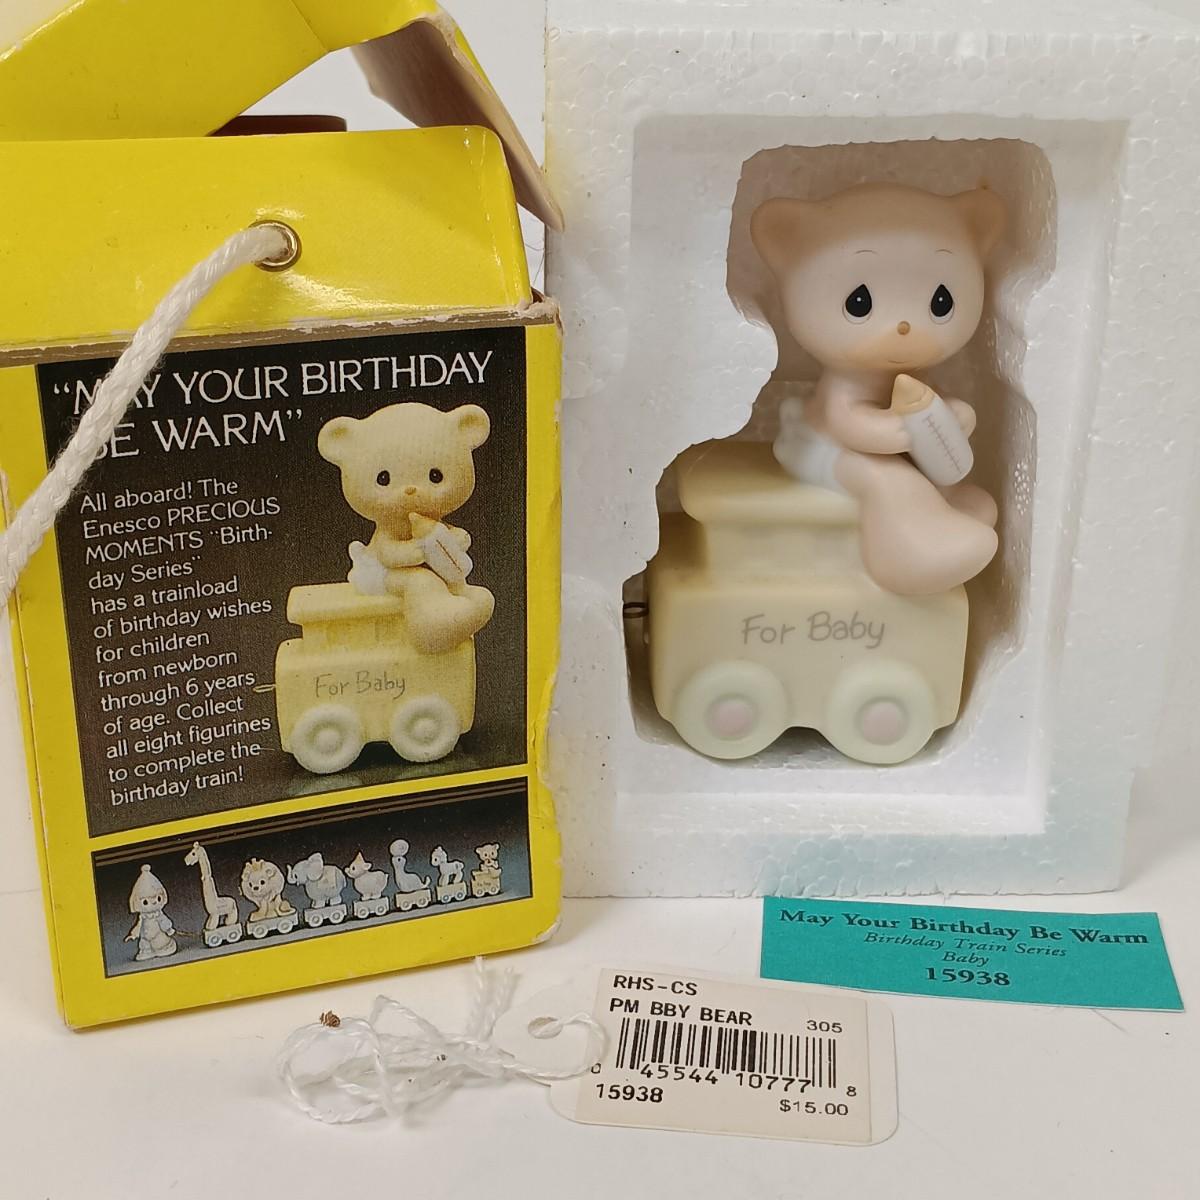 "MAY YOUR BIRTHDAY
BE WARM"
All aboard! The
Enesco PRECIOUS
MOMENTS "Birth-
day Series"
has a trainload
of birthday wishes
for children
from newborn
through 6 years
of age. Collect
all eight figurines
to complete the
birthday train!
For Baby
For Baby
May Your Birthday Be Warm
Birthday Train Series
Baby
15938
RHS-CS
PM BBY BEAR 305
0 45544 10777 8
15938 $15.00